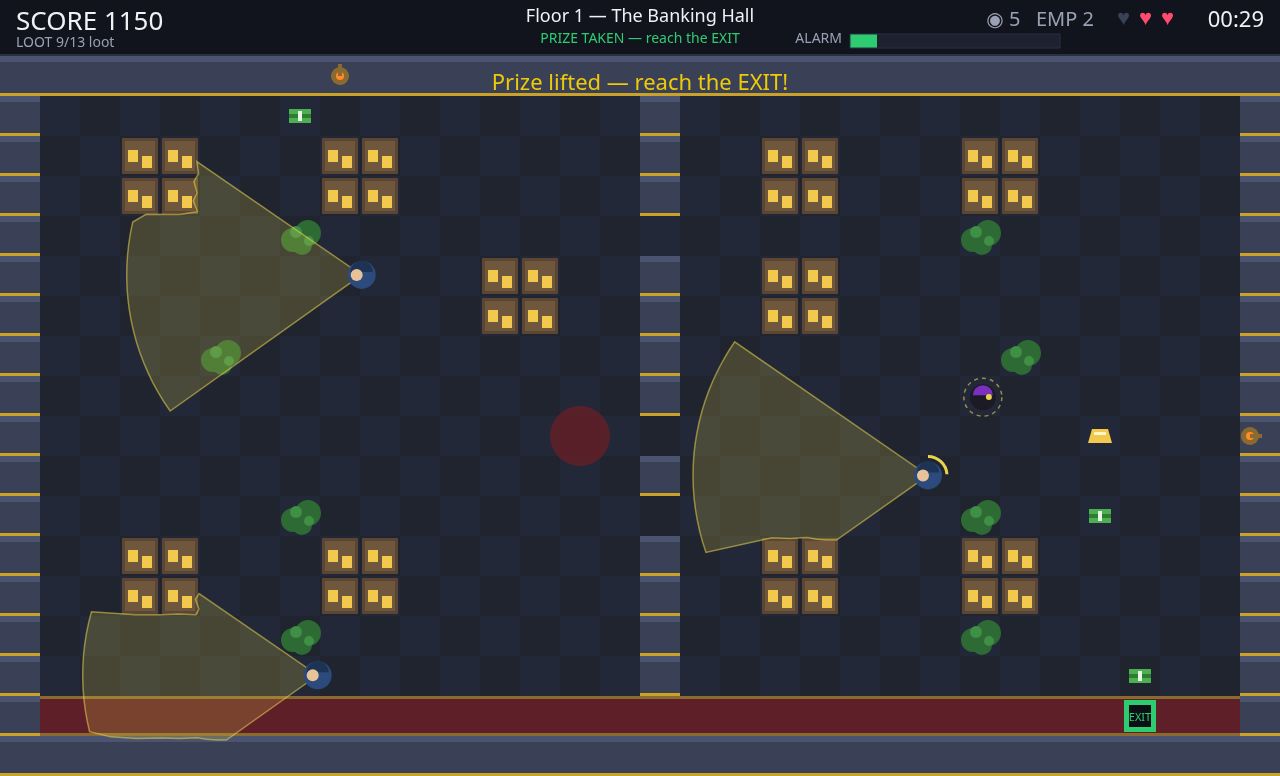 SCORE 1150
LOOT 9/13 loot
Floor 1 — The Banking Hall
PRIZE TAKEN — reach the EXIT
ALARM
◉ 5 EMP 2 ♥ ♥ ♥ 00:29
Prize lifted — reach the EXIT!
EXIT